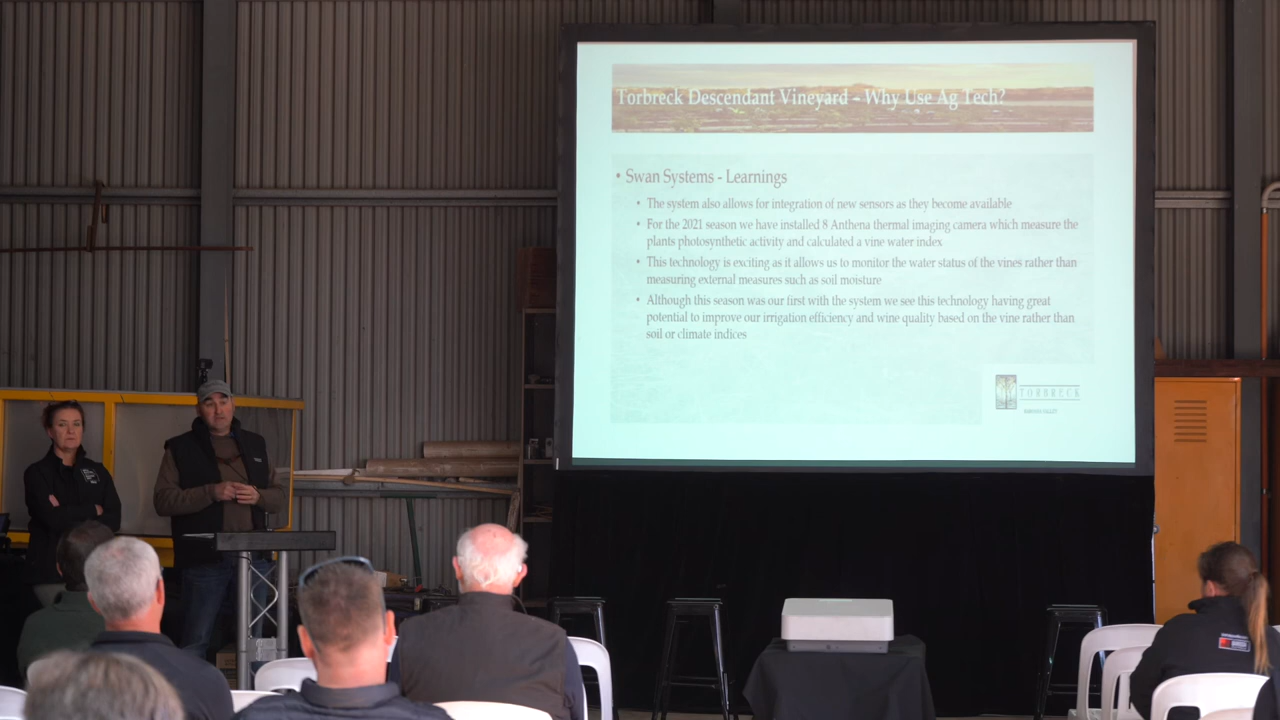 Torbreck Descendant Vineyard - Why Use Ag Tech?
• Swan Systems - Learnings
• The system also allows for integration of new sensors as they become available
• For the 2021 season we have installed 8 Anthena thermal imaging camera which measure the
plants photosynthetic activity and calculated a vine water index
• This technology is exciting as it allows us to monitor the water status of the vines rather than
measuring external measures such as soil moisture
• Although this season was our first with the system we see this technology having great
potential to improve our irrigation efficiency and wine quality based on the vine rather than
soil or climate indices
TORBRECK